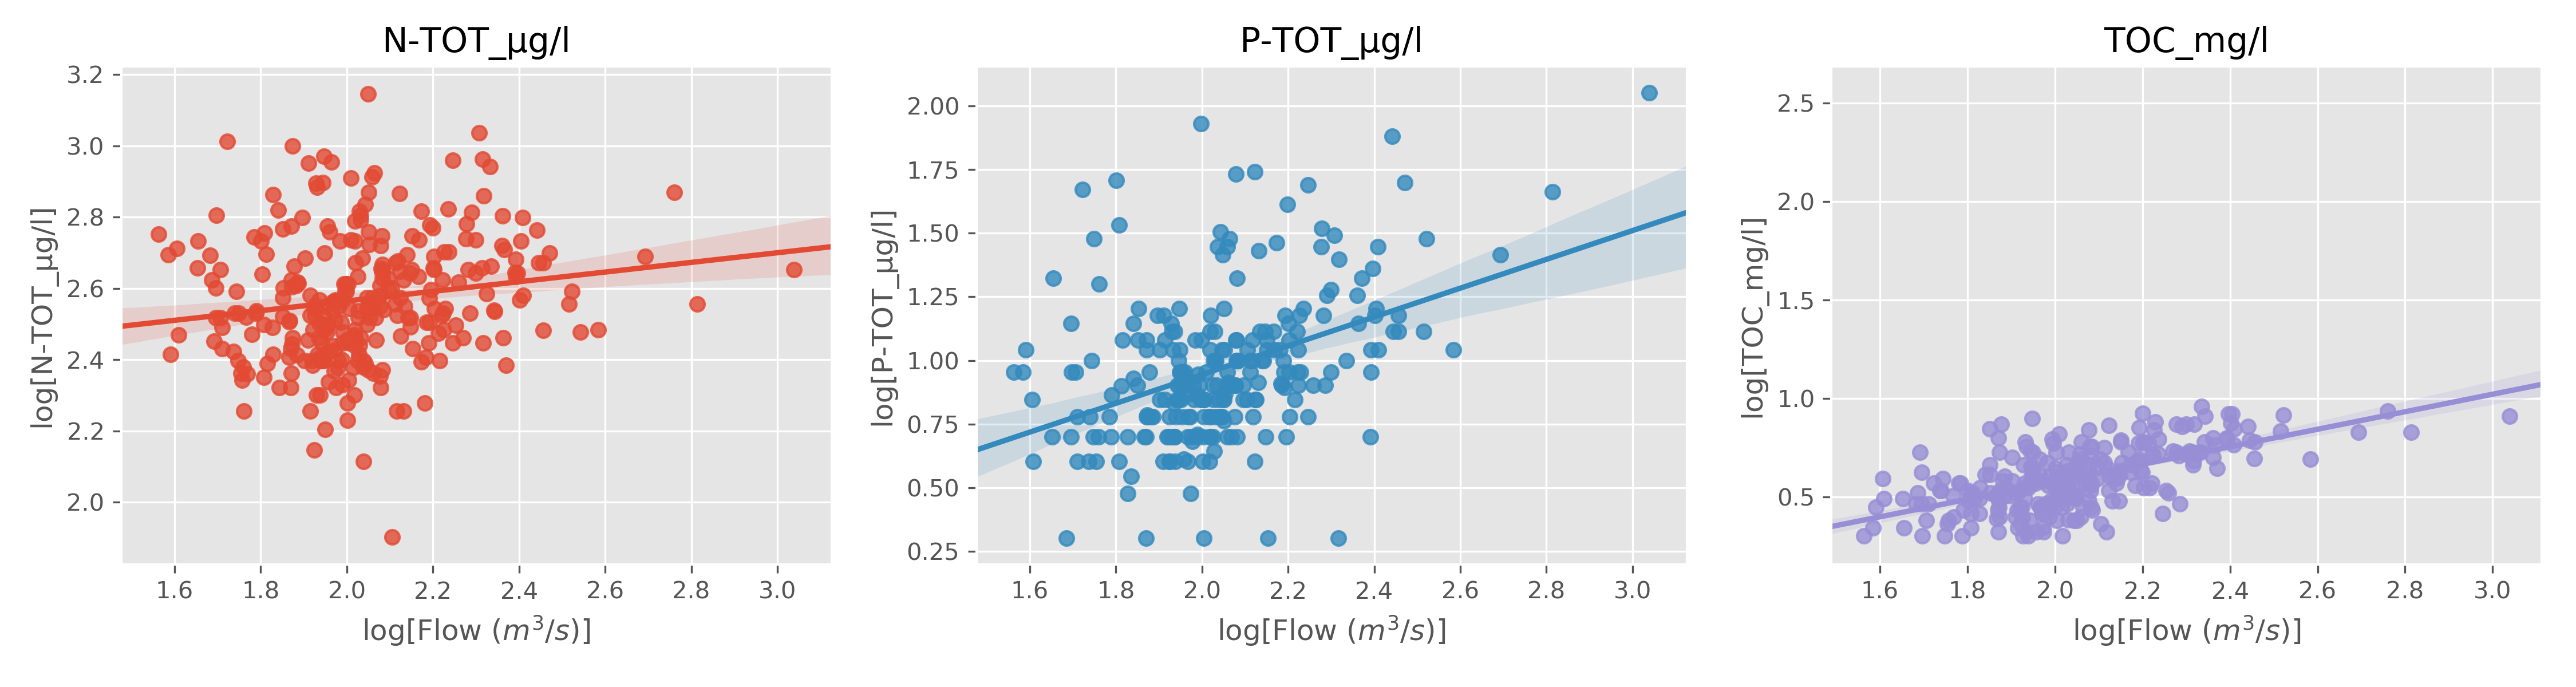 N-TOT_µg/l
3.2
3.0
2.8
2.6
2.4
2.2
2.0
log[N-TOT_µg/l]
1.6 1.8 2.0 2.2 2.4 2.6 2.8 3.0
log[Flow (m³/s)]
P-TOT_µg/l
2.00
1.75
1.50
1.25
1.00
0.75
0.50
0.25
log[P-TOT_µg/l]
1.6 1.8 2.0 2.2 2.4 2.6 2.8 3.0
log[Flow (m³/s)]
TOC_mg/l
2.5
2.0
1.5
1.0
0.5
log[TOC_mg/l]
1.6 1.8 2.0 2.2 2.4 2.6 2.8 3.0
log[Flow (m³/s)]